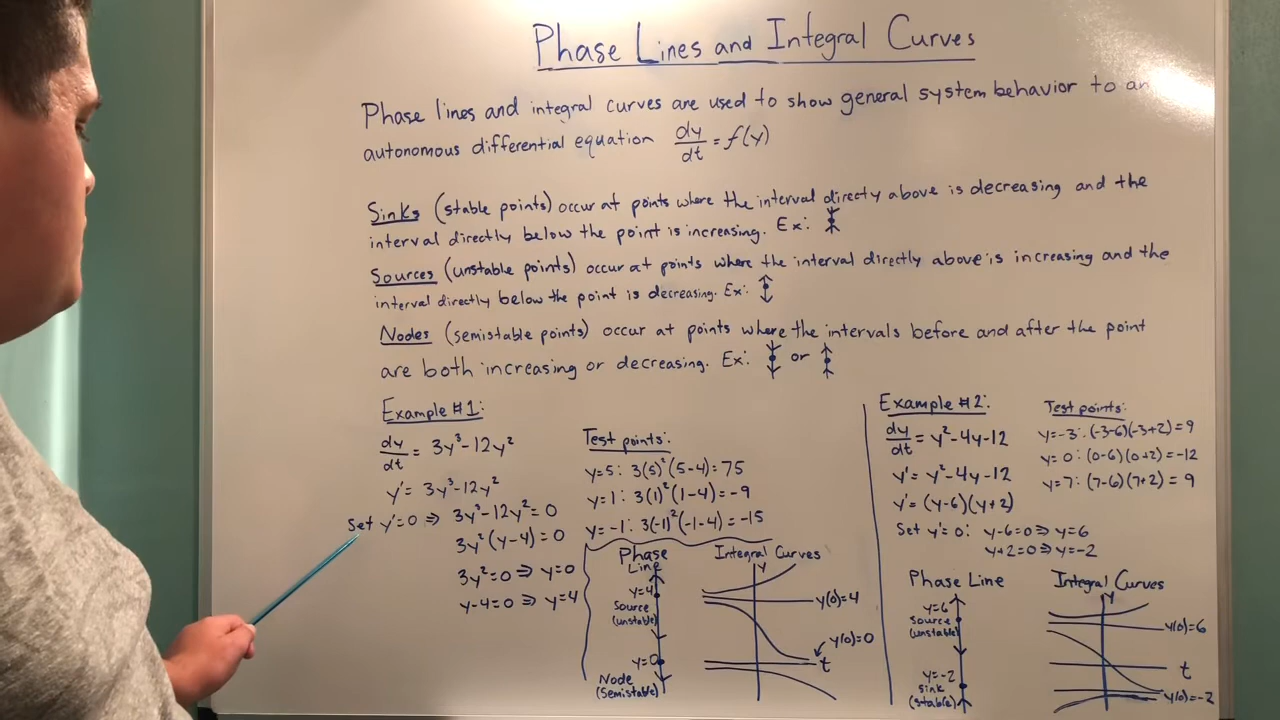 Phase Lines and Integral Curves
Phase lines and integral curves are used to show general system behavior to an
autonomous differential equation dy/dt = f(y)
Sinks (stable points) occur at points where the interval directly above is decreasing and the
interval directly below the point is increasing. Ex:
Sources (unstable points) occur at points where the interval directly above is increasing and the
interval directly below the point is decreasing. Ex:
Nodes (semistable points) occur at points where the intervals before and after the point
are both increasing or decreasing. Ex: or
Example #1:
dy/dt = 3y³-12y²
y' = 3y³-12y²
Set y'=0 ⇒ 3y³-12y²=0
3y²(y-4)=0
3y²=0 ⇒ y=0
y-4=0 ⇒ y=4
Test points:
y=5: 3(5)²(5-4)=75
y=1: 3(1)²(1-4)=-9
y=-1: 3(-1)²(-1-4)=-15
Phase
Line
y=4
Source
(unstable)
y=0
Node
(Semistable)
Integral Curves
y
y(0)=4
y(0)=0
t
Example #2:
dy/dt = y²-4y-12
y' = y²-4y-12
y' = (y-6)(y+2)
Set y'=0: y-6=0 ⇒ y=6
y+2=0 ⇒ y=-2
Test points:
y=-3: (-3-6)(-3+2)=9
y=0: (0-6)(0+2)=-12
y=7: (7-6)(7+2)=9
Phase Line
y=6
Source
(unstable)
y=-2
Sink
(stable)
Integral Curves
y
y(0)=6
t
y(0)=-2